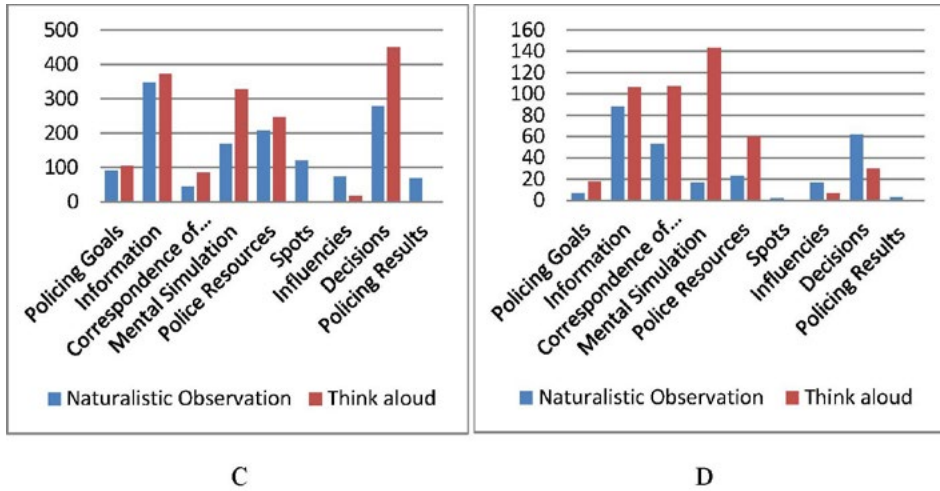 500
400
300
200
100
0
Policing Goals
Information
Correspondence of...
Mental Simulation
Police Resources
Spots
Influencies
Decisions
Policing Results
Naturalistic Observation
Think aloud
C
160
140
120
100
80
60
40
20
0
Policing Goals
Information
Correspondence of...
Mental Simulation
Police Resources
Spots
Influencies
Decisions
Policing Results
Naturalistic Observation
Think aloud
D